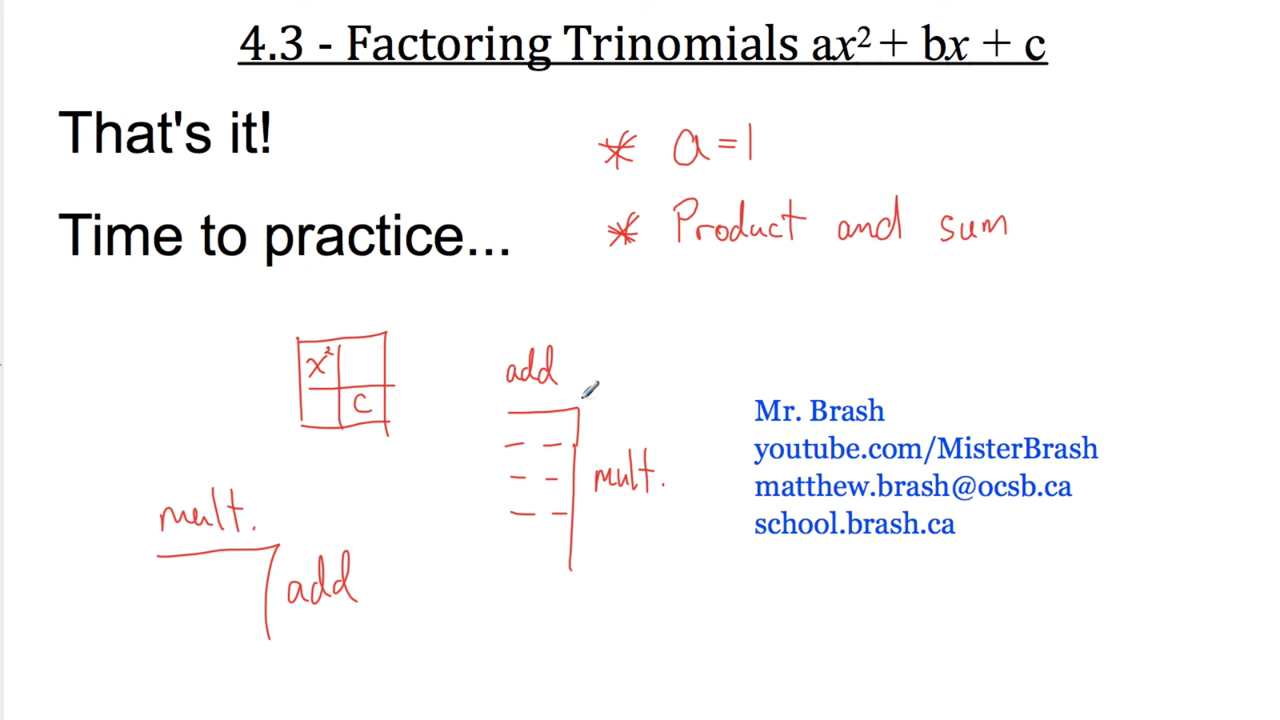 4.3 - Factoring Trinomials ax² + bx + c
That's it!
* a=1
Time to practice...
* Product and sum
x²
C
add
mult.
mult.
add
Mr. Brash
youtube.com/MisterBrash
matthew.brash@ocsb.ca
school.brash.ca